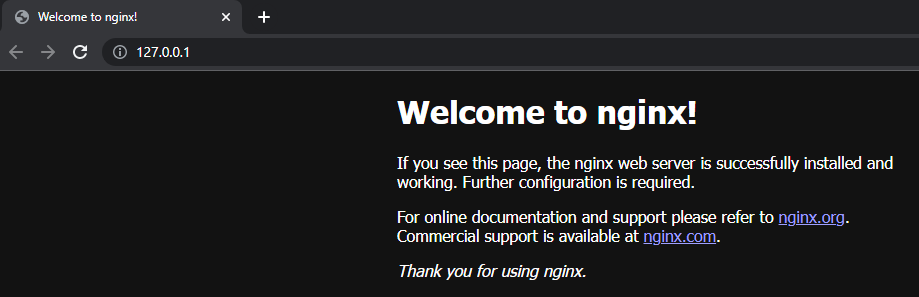 Welcome to nginx!
127.0.0.1
Welcome to nginx!
If you see this page, the nginx web server is successfully installed and
working. Further configuration is required.
For online documentation and support please refer to nginx.org.
Commercial support is available at nginx.com.
Thank you for using nginx.